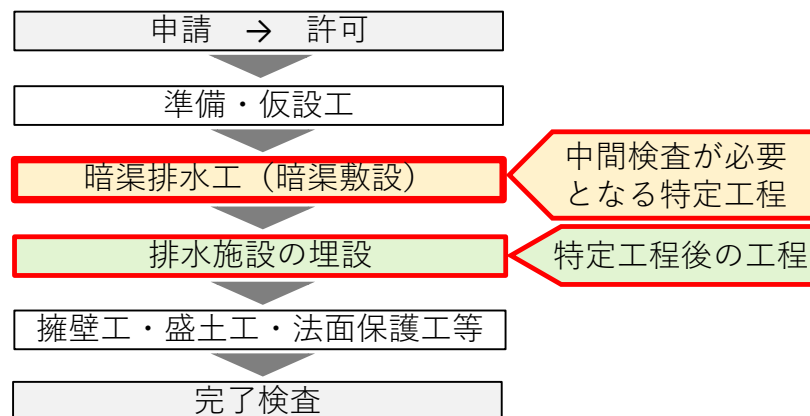 申請 → 許可
準備・仮設工
暗渠排水工（暗渠敷設）
中間検査が必要
となる特定工程
排水施設の埋設
特定工程後の工程
擁壁工・盛土工・法面保護工等
完了検査